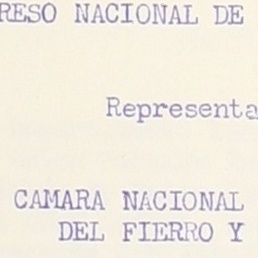 RESO NACIONAL DE
Representa
CAMARA NACIONAL
DEL FIERRO Y